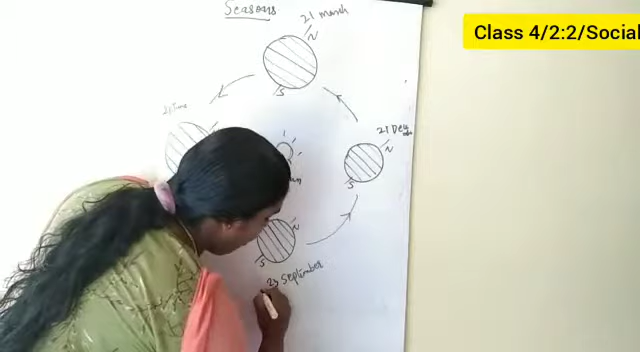 Seasons
Class 4/2:2/Social
21 march
N
S
21 June
21 Dec
N
S
N
S
23 September